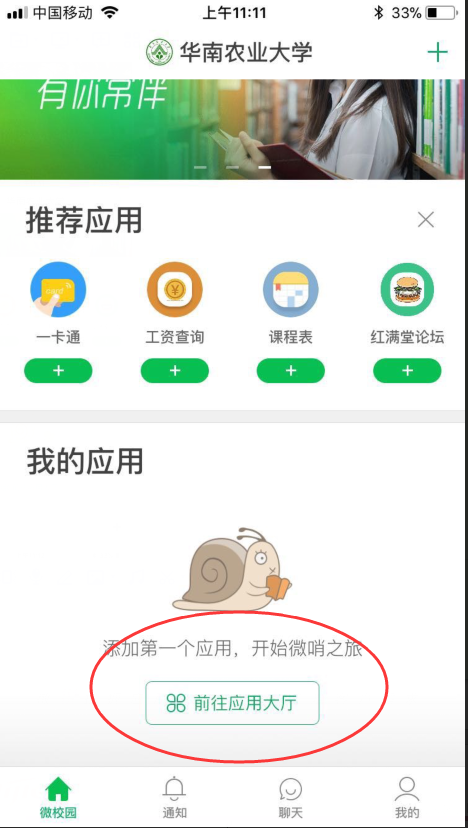 中国移动
上午11:11
33%
华南农业大学
有你常伴
推荐应用
一卡通
工资查询
课程表
红满堂论坛
我的应用
添加第一个应用，开始微哨之旅
前往应用大厅
微校园
通知
聊天
我的